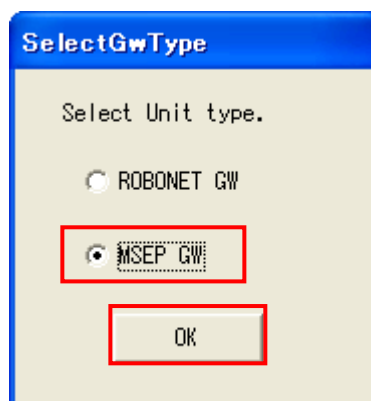 SelectGwType
Select Unit type.
ROBONET GW
MSEP GW
OK